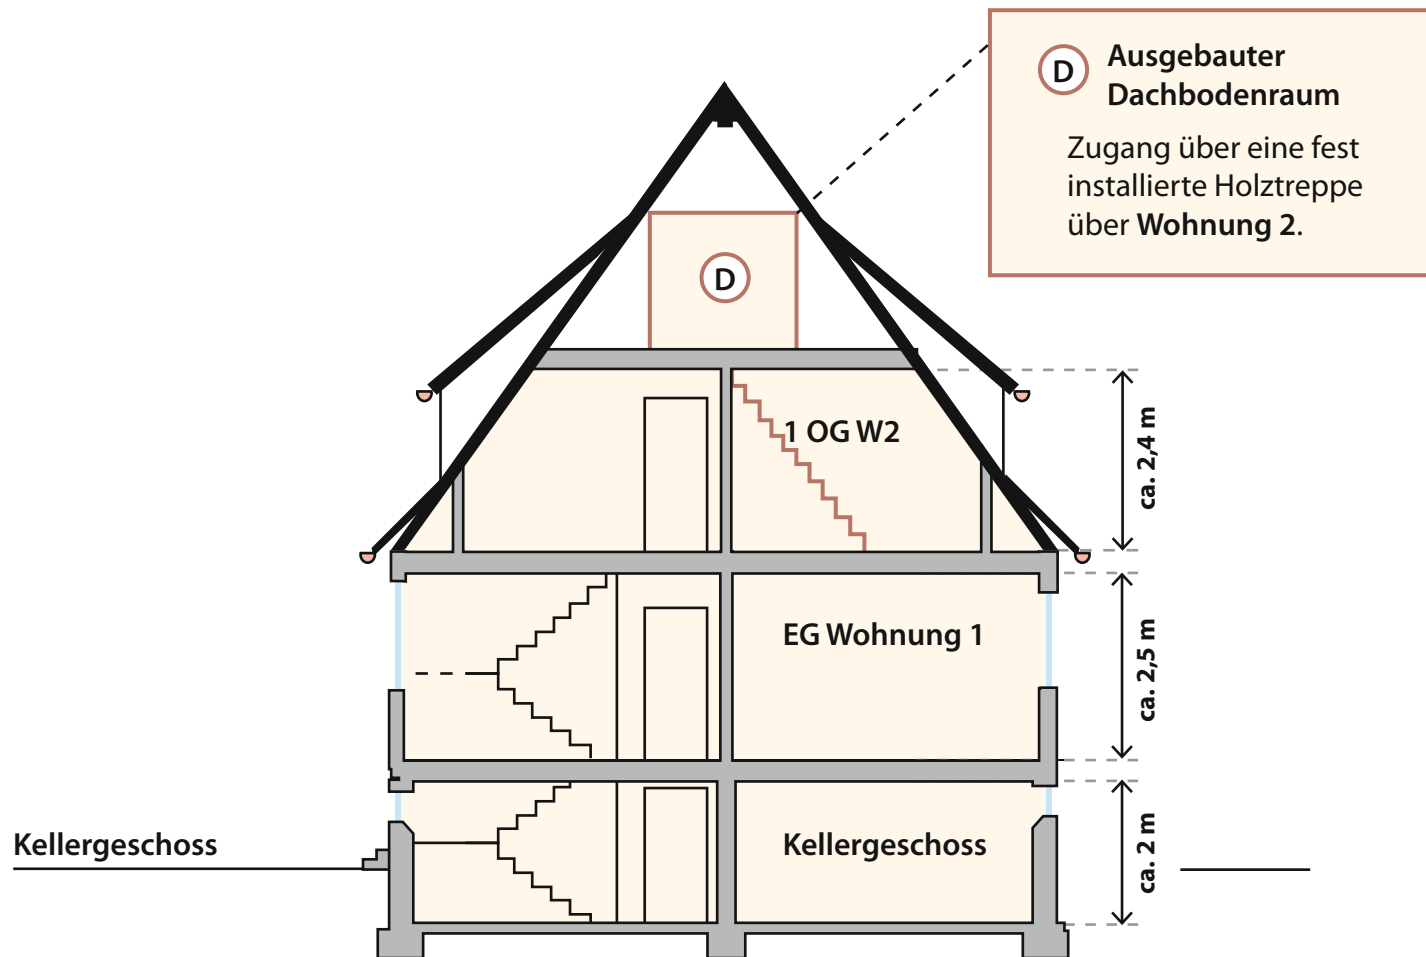 D
Ausgebauter
Dachbodenraum
Zugang über eine fest
installierte Holztreppe
über Wohnung 2.
D
1 OG W2
ca. 2,4 m
EG Wohnung 1
ca. 2,5 m
Kellergeschoss
Kellergeschoss
ca. 2 m